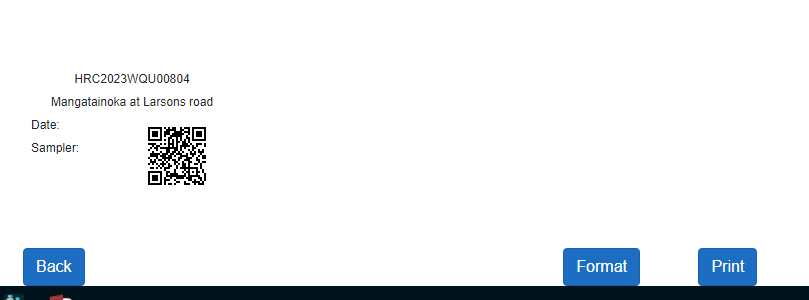 HRC2023WQU00804
Mangatainoka at Larsons road
Date:
Sampler:
Back
Format
Print